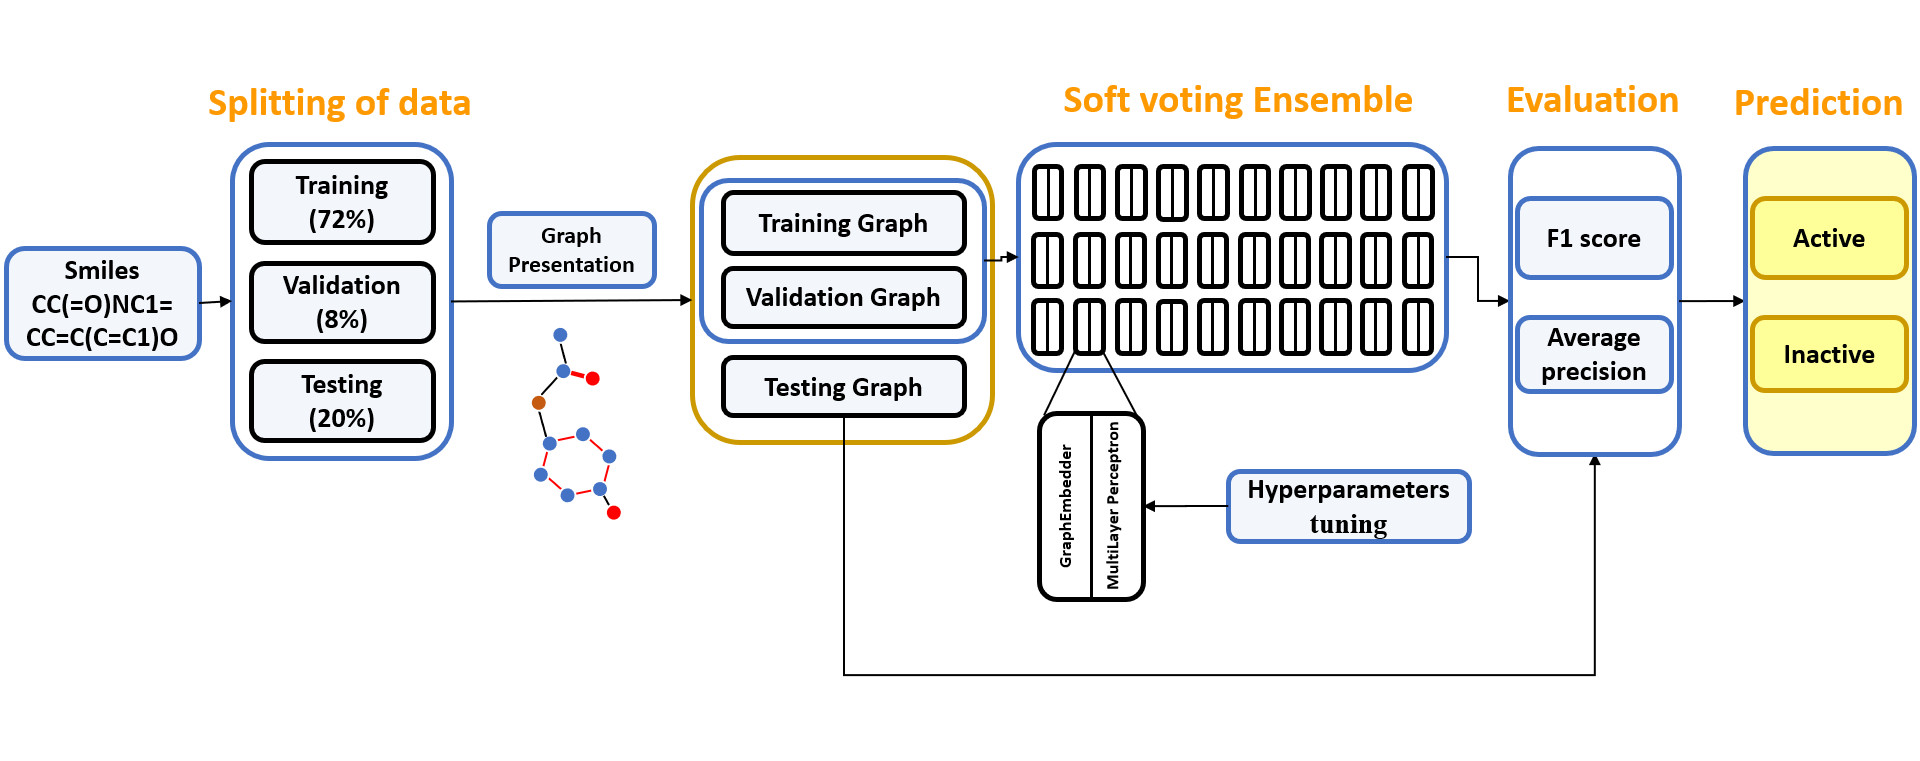 Splitting of data
Soft voting Ensemble
Evaluation
Prediction
Smiles
CC(=O)NC1=
CC=C(C=C1)O
Training
(72%)
Validation
(8%)
Testing
(20%)
Graph
Presentation
Training Graph
Validation Graph
Testing Graph
GraphEmbedder
MultiLayer Perceptron
Hyperparameters
tuning
F1 score
Average
precision
Active
Inactive